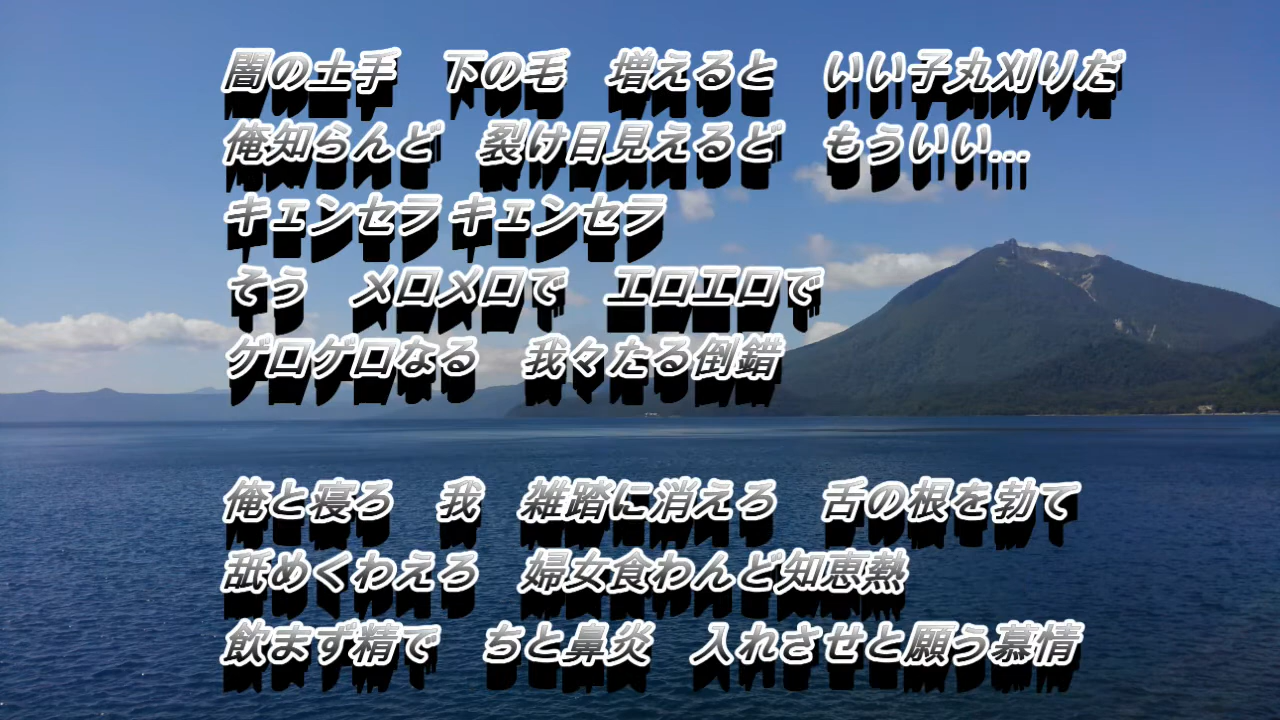 闇の土手　下の毛　増えると　いい子丸刈りだ
俺知らんど　裂け目見えるど　もういい…
キェンセラ キェンセラ
そう　メロメロで　エロエロで
ゲロゲロなる　我々たる倒錯
俺と寝ろ　我　雑踏に消えろ　舌の根を勃て
舐めくわえろ　婦女食わんど知恵熱
飲まず精で　ちと鼻炎　入れさせと願う慕情